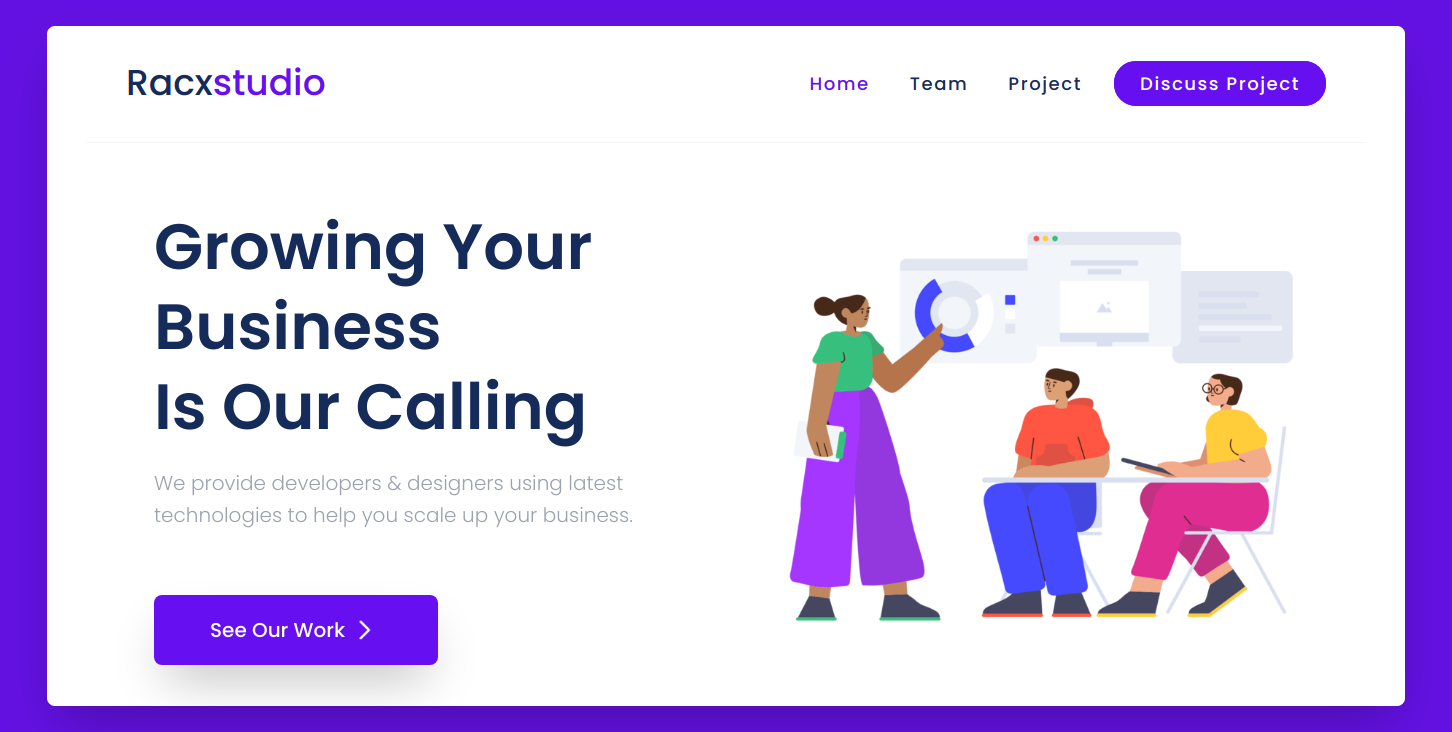 Racxstudio
Home Team Project Discuss Project
Growing Your
Business
Is Our Calling
We provide developers & designers using latest
technologies to help you scale up your business.
See Our Work